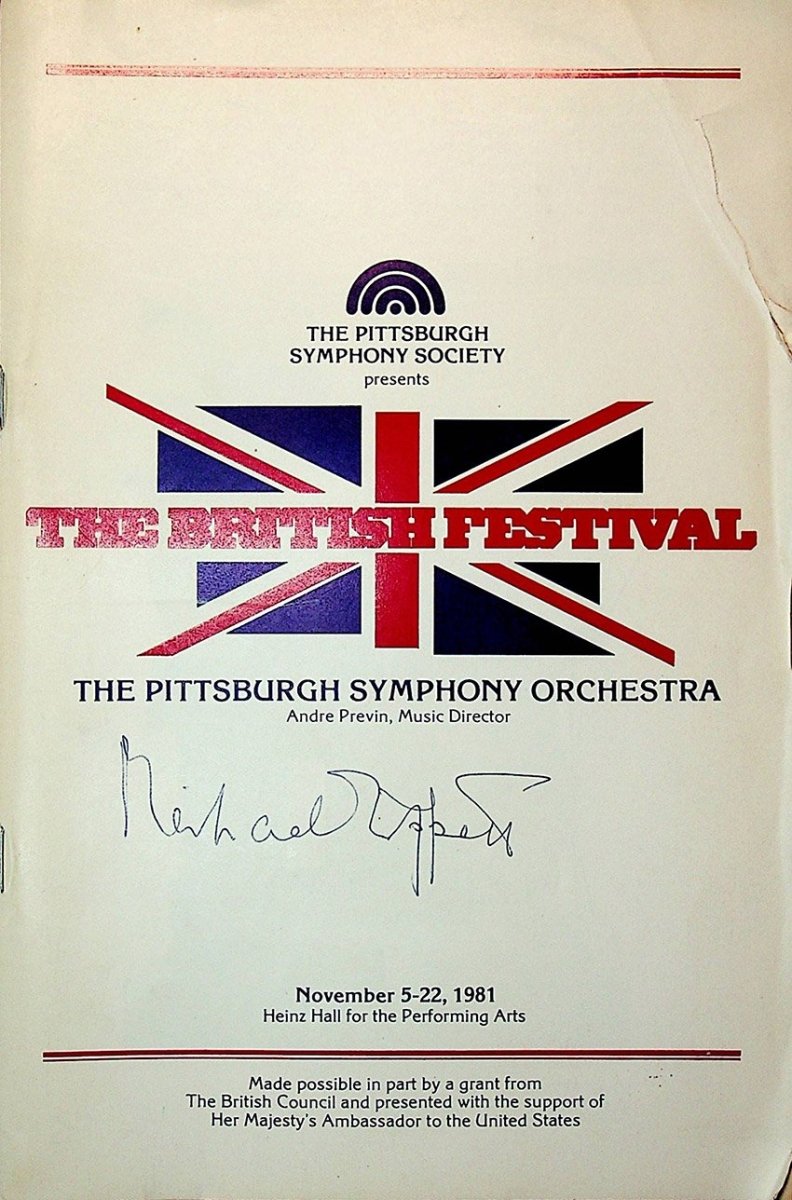 THE PITTSBURGH
SYMPHONY SOCIETY
presents
THE BRITISH FESTIVAL
THE PITTSBURGH SYMPHONY ORCHESTRA
Andre Previn, Music Director
Michael Tippett
November 5-22, 1981
Heinz Hall for the Performing Arts
Made possible in part by a grant from
The British Council and presented with the support of
Her Majesty's Ambassador to the United States